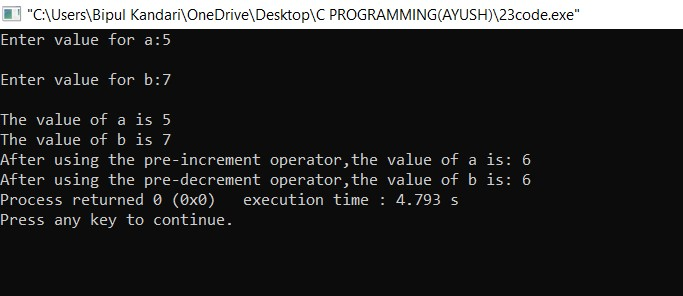 "C:\Users\Bipul Kandari\OneDrive\Desktop\C PROGRAMMING(AYUSH)\23code.exe"
Enter value for a:5
Enter value for b:7
The value of a is 5
The value of b is 7
After using the pre-increment operator,the value of a is: 6
After using the pre-decrement operator,the value of b is: 6
Process returned 0 (0x0)   execution time : 4.793 s
Press any key to continue.